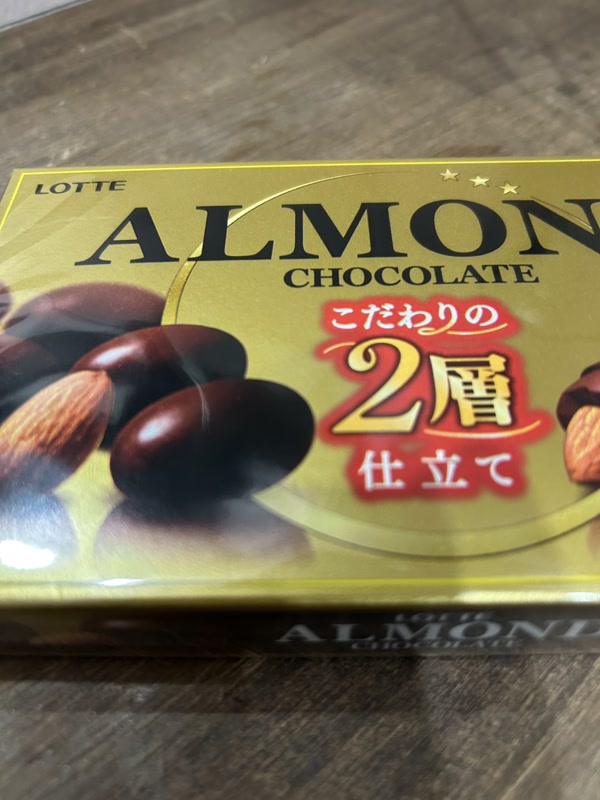 LOTTE
ALMON
CHOCOLATE
こだわりの
2層
仕立て
LOTTE
ALMOND
CHOCOLATE